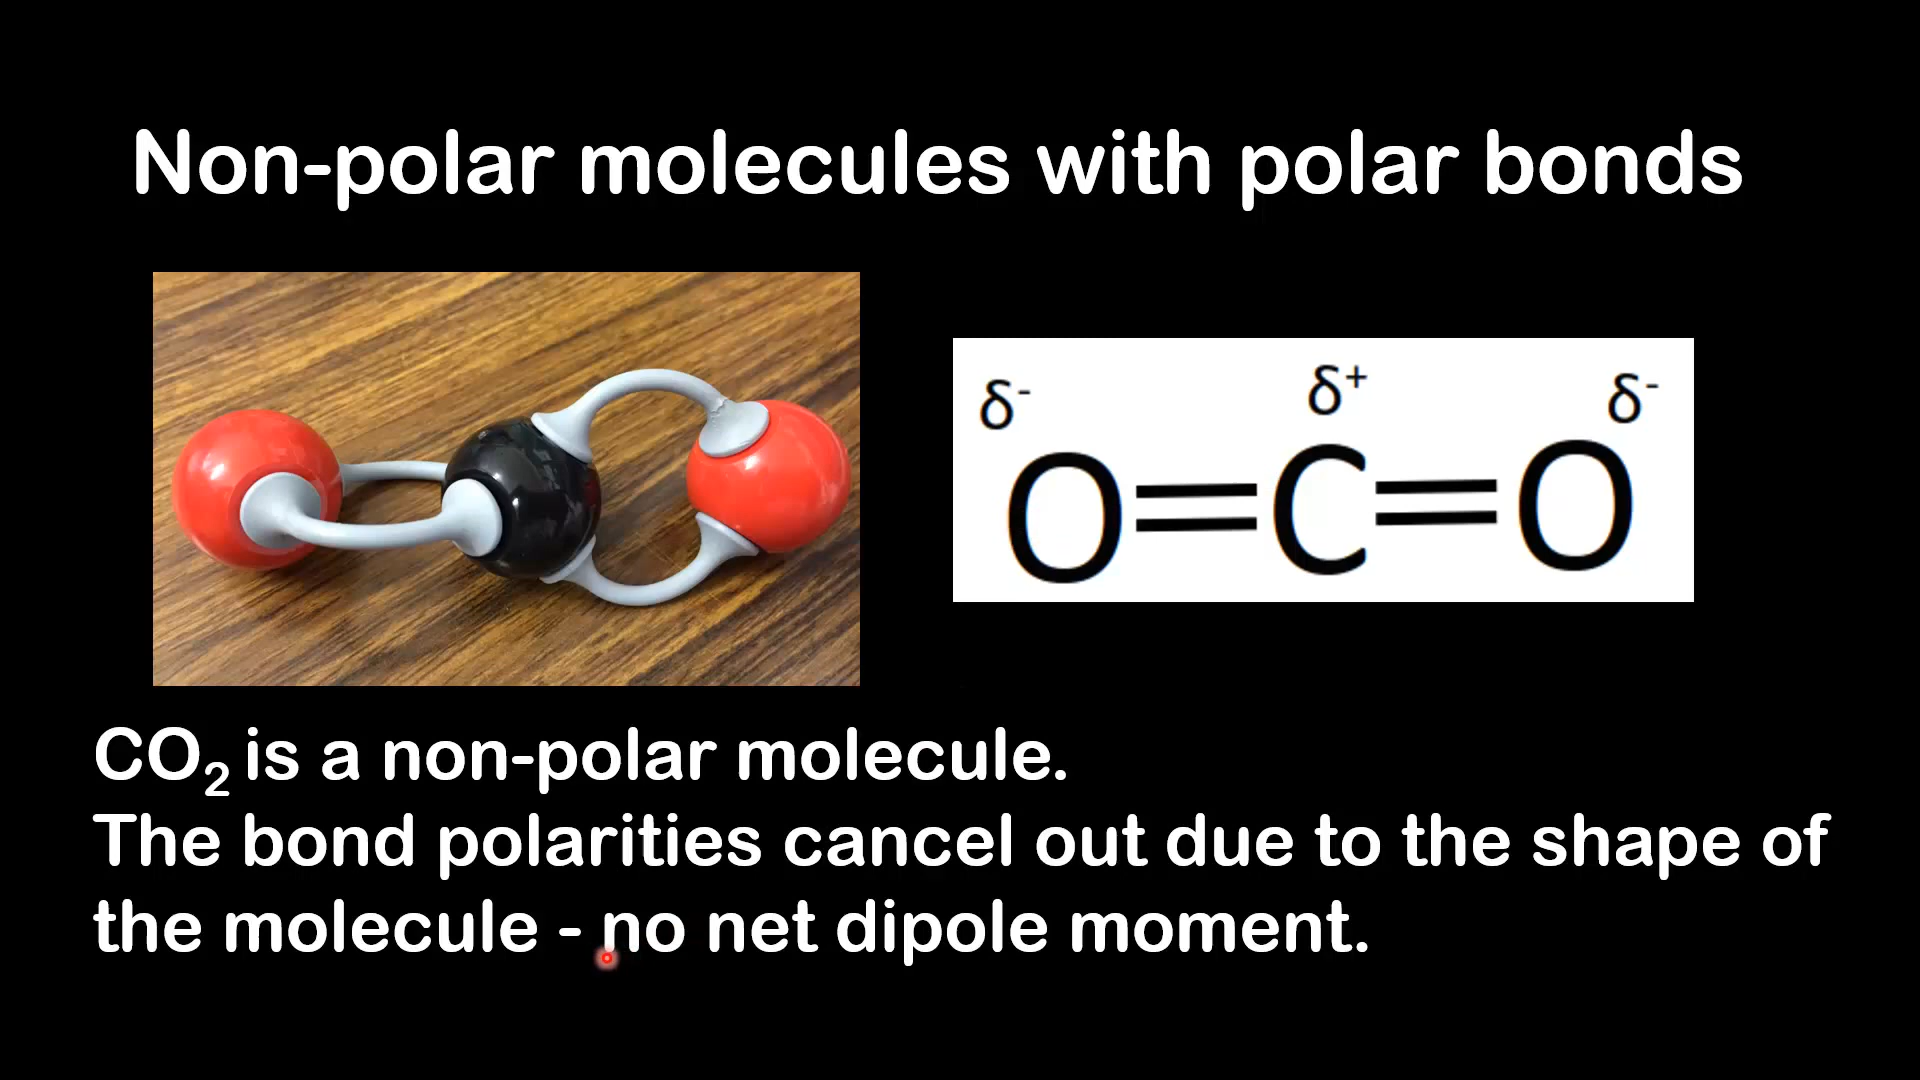 Non-polar molecules with polar bonds
δ⁻ δ⁺ δ⁻
O=C=O
CO₂ is a non-polar molecule.
The bond polarities cancel out due to the shape of
the molecule - no net dipole moment.